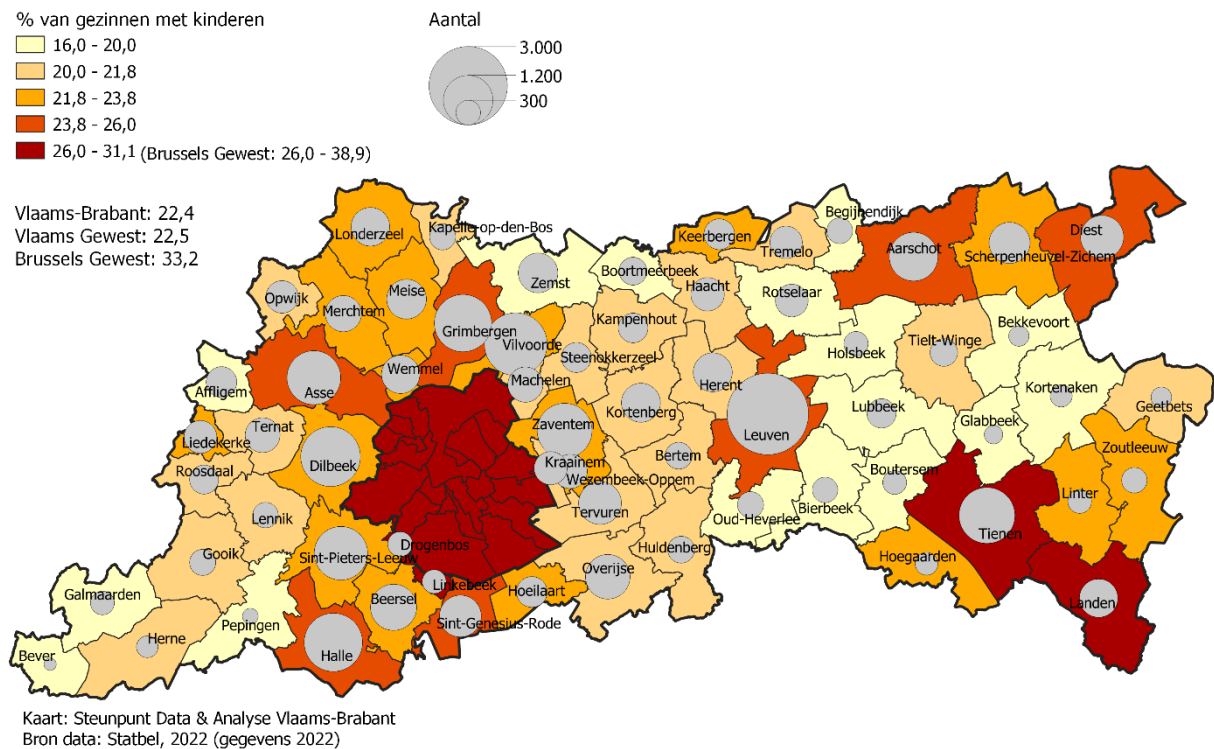 % van gezinnen met kinderen
16,0 - 20,0
20,0 - 21,8
21,8 - 23,8
23,8 - 26,0
26,0 - 31,1 (Brussels Gewest: 26,0 - 38,9)
Aantal
3.000
1.200
300
Vlaams-Brabant: 22,4
Vlaams Gewest: 22,5
Brussels Gewest: 33,2
Kapelle-op-den-Bos
Londerzeel
Keerbergen
Tremelo
Begijnendijk
Aarschot
Scherpenheuvel-Zichem
Diest
Opwijk
Merchtem
Meise
Grimbergen
Zemst
Boortmeerbeek
Haacht
Rotselaar
Vilvoorde
Kampenhout
Holsbeek
Tielt-Winge
Bekkevoort
Affligem
Asse
Wemmel
Machelen
Steenokkerzeel
Herent
Kortenaken
Geetbets
Liedekerke
Ternat
Dilbeek
Zaventem
Kortenberg
Leuven
Lubbeek
Glabbeek
Zoutleeuw
Roosdaal
Kraainem
Wezembeek-Oppem
Bertem
Boutersem
Linter
Lennik
Tervuren
Oud-Heverlee
Bierbeek
Tienen
Gooik
Sint-Pieters-Leeuw
Drogenbos
Huldenberg
Hoegaarden
Galmaarden
Pepingen
Beersel
Linkebeek
Hoeilaart
Overijse
Landen
Herne
Halle
Sint-Genesius-Rode
Bever
Kaart: Steunpunt Data & Analyse Vlaams-Brabant
Bron data: Statbel, 2022 (gegevens 2022)